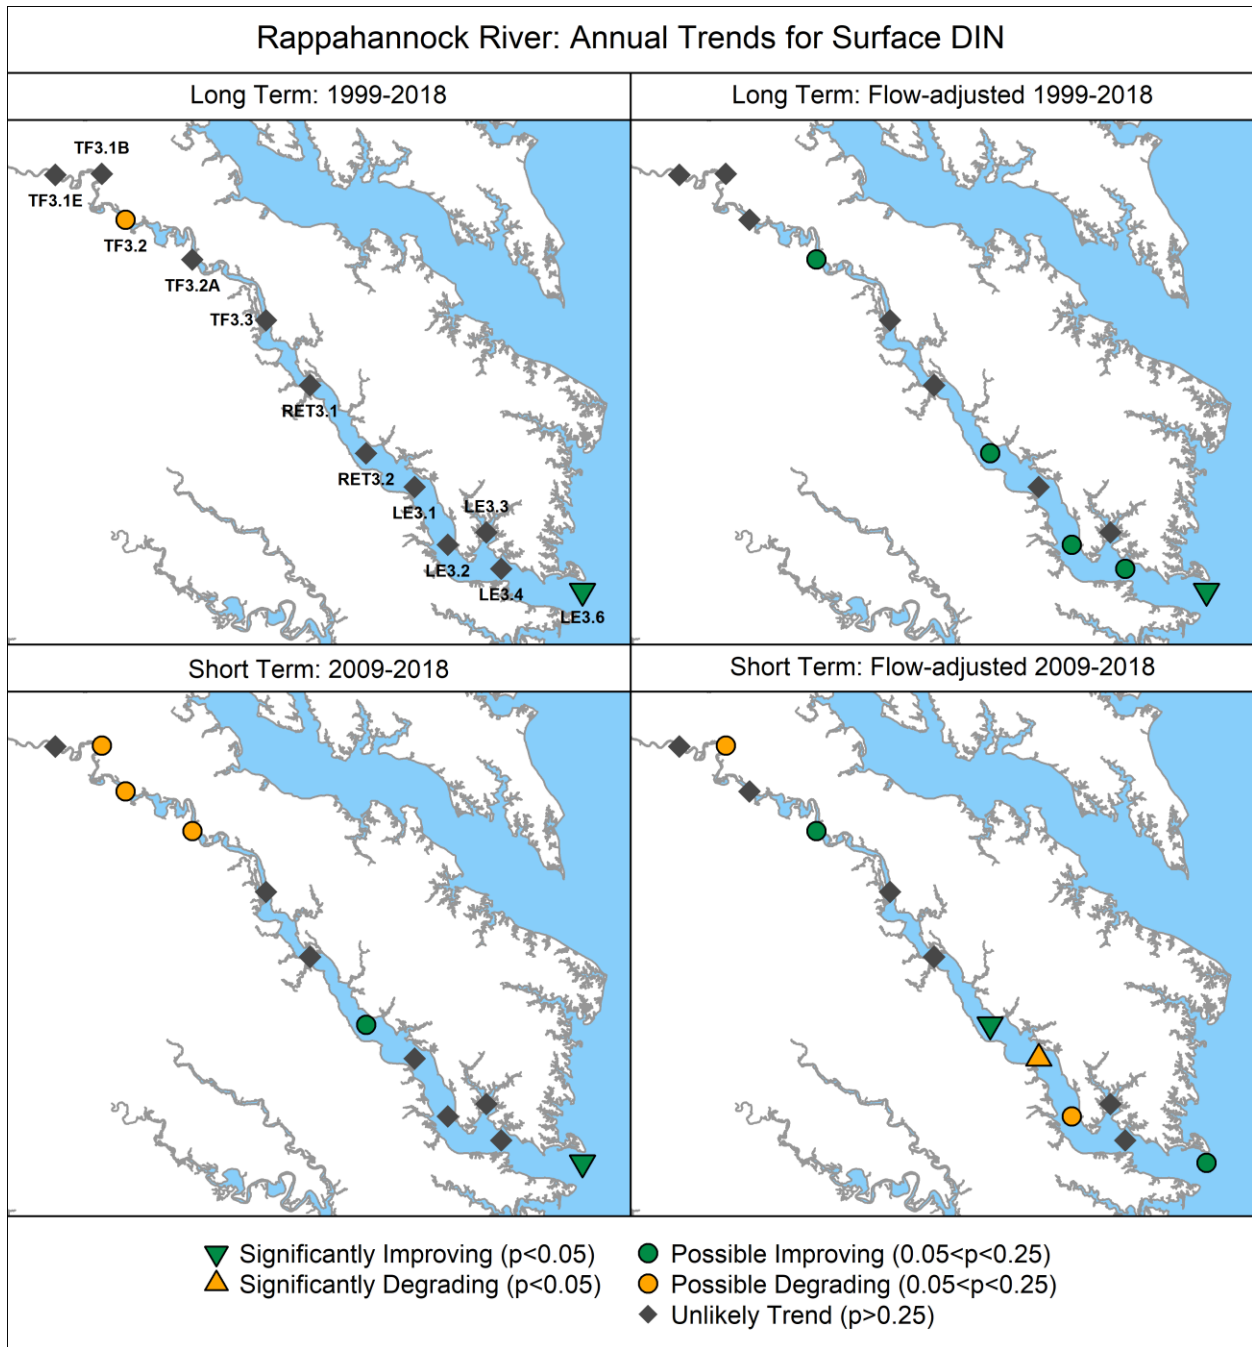 Rappahannock River: Annual Trends for Surface DIN
Long Term: 1999-2018
Long Term: Flow-adjusted 1999-2018
TF3.1B
TF3.1E
TF3.2
TF3.2A
TF3.3
RET3.1
RET3.2
LE3.1
LE3.3
LE3.2
LE3.4
LE3.6
Short Term: 2009-2018
Short Term: Flow-adjusted 2009-2018
Significantly Improving (p<0.05)
Significantly Degrading (p<0.05)
Possible Improving (0.05<p<0.25)
Possible Degrading (0.05<p<0.25)
Unlikely Trend (p>0.25)